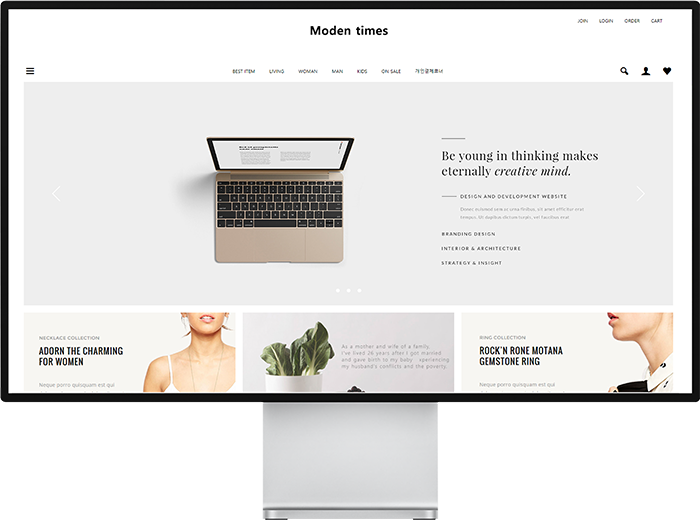 JOIN LOGIN ORDER CART
Moden times
BEST ITEM LIVING WOMAN MAN KIDS ON SALE 개인결제코너
Be young in thinking makes
eternally creative mind.
DESIGN AND DEVELOPMENT WEBSITE
BRANDING DESIGN
INTERIOR & ARCHITECTURE
STRATEGY & INSIGHT
NECKLACE COLLECTION
ADORN THE CHARMING
FOR WOMEN
Neque porro quisquam est qui
As a mother and wife of a family
I've lived 26 years after I got married
and gave birth to my baby xperiencing
my husband's conflicts and the poverty.
RING COLLECTION
ROCK'N RONE MOTANA
GEMSTONE RING
Neque porro quisquam est qui